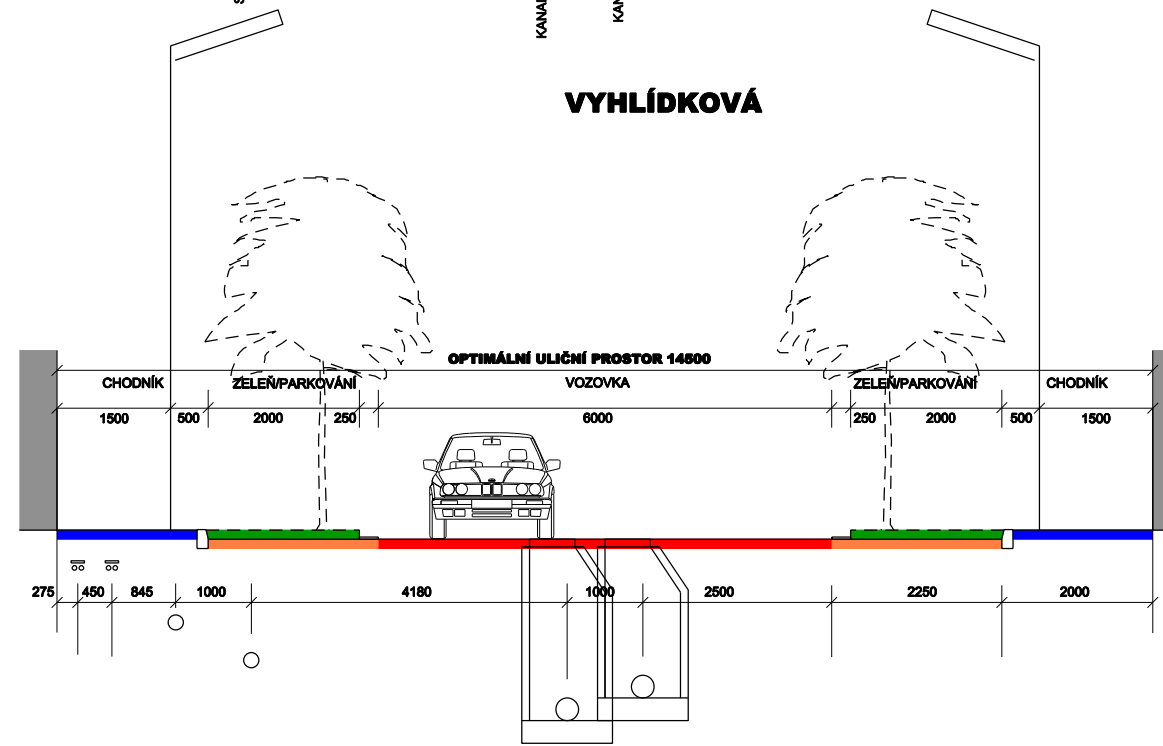 VYHLÍDKOVÁ
OPTIMÁLNÍ ULIČNÍ PROSTOR 14500
CHODNÍK ZELEŇ/PARKOVÁNÍ VOZOVKA ZELEŇ/PARKOVÁNÍ CHODNÍK
1500 500 2000 250 6000 250 2000 500 1500
275 450 845 1000 4180 1000 2500 2250 2000